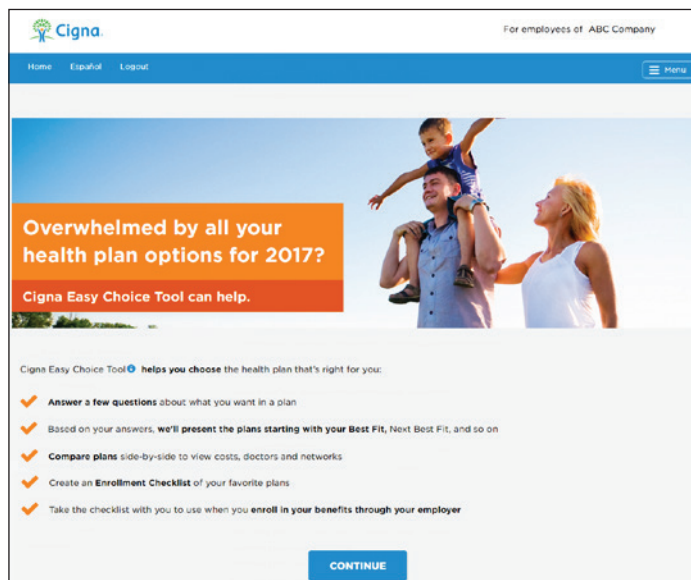 Cigna.
For employees of ABC Company
Home Español Logout
Menu
Overwhelmed by all your
health plan options for 2017?
Cigna Easy Choice Tool can help.
Cigna Easy Choice Tool helps you choose the health plan that's right for you:
Answer a few questions about what you want in a plan
Based on your answers, we'll present the plans starting with your Best Fit, Next Best Fit, and so on
Compare plans side-by-side to view costs, doctors and networks
Create an Enrollment Checklist of your favorite plans
Take the checklist with you to use when you enroll in your benefits through your employer
CONTINUE